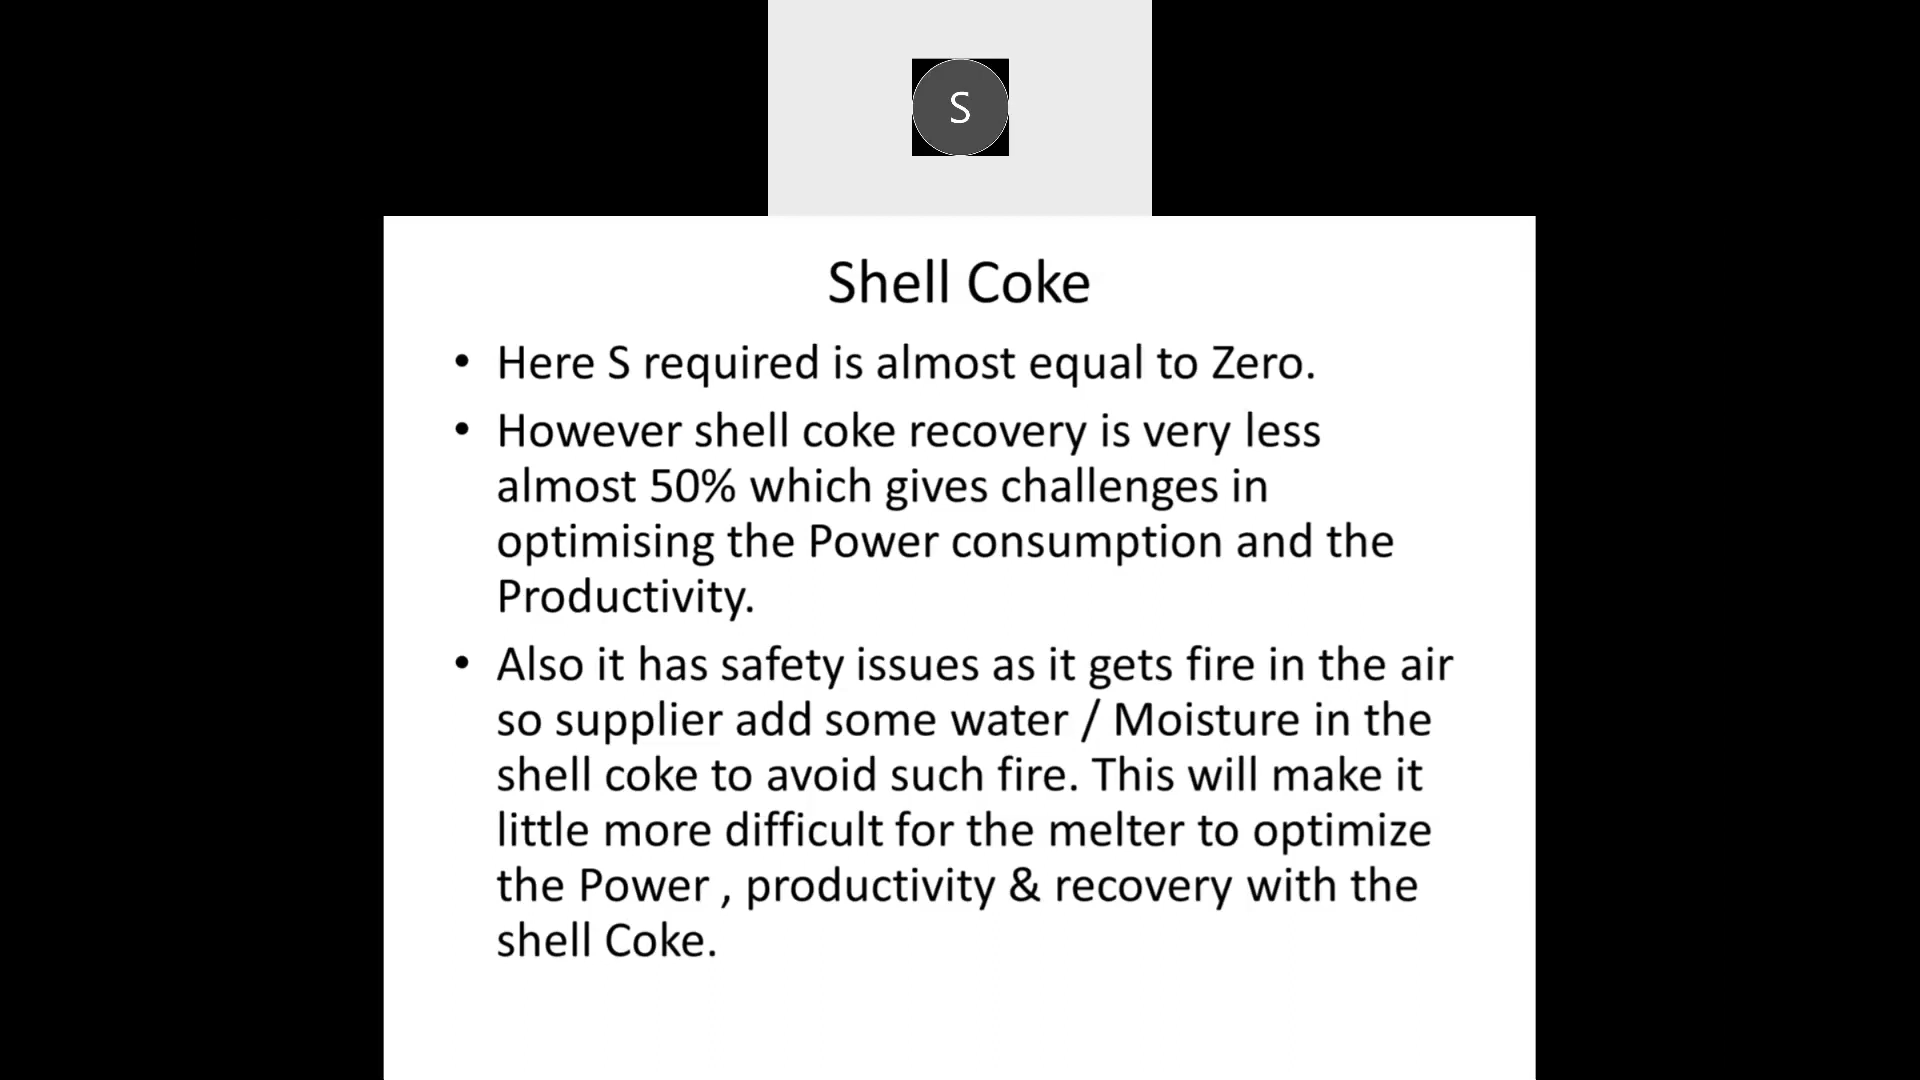 S
Shell Coke
• Here S required is almost equal to Zero.
• However shell coke recovery is very less
almost 50% which gives challenges in
optimising the Power consumption and the
Productivity.
• Also it has safety issues as it gets fire in the air
so supplier add some water / Moisture in the
shell coke to avoid such fire. This will make it
little more difficult for the melter to optimize
the Power , productivity & recovery with the
shell Coke.